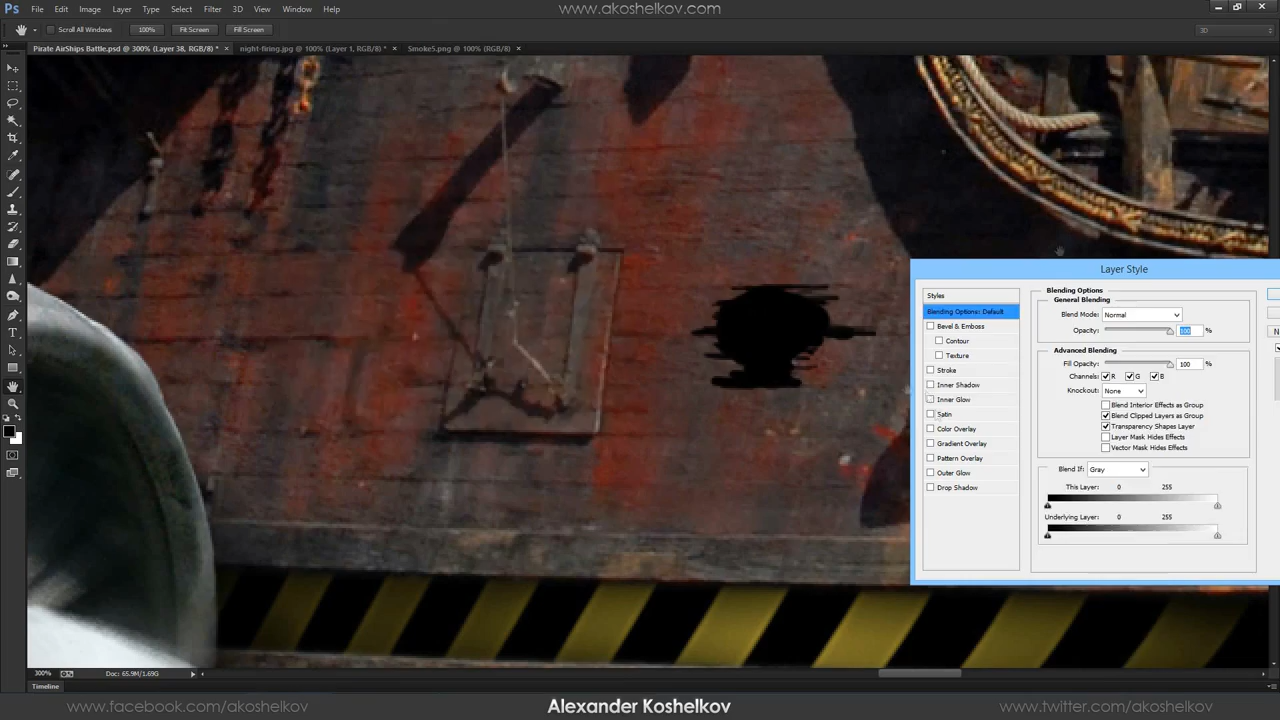 www.akoshelkov.com
Ps File Edit Image Layer Type Select Filter 3D View Window Help
Scroll All Windows 100% Fit Screen Fill Screen 3D
Pirate AirShips Battle.psd @ 300% (Layer 38, RGB/8) * × night-firing.jpg @ 100% (Layer 1, RGB/8) * × Smoke5.png @ 100% (RGB/8) ×
Layer Style
Styles
Blending Options: Default
Bevel & Emboss
Contour
Texture
Stroke
Inner Shadow
Inner Glow
Satin
Color Overlay
Gradient Overlay
Pattern Overlay
Outer Glow
Drop Shadow
Blending Options
General Blending
Blend Mode: Normal
Opacity: 100 %
Advanced Blending
Fill Opacity: 100 %
Channels: R G B
Knockout: None
Blend Interior Effects as Group
Blend Clipped Layers as Group
Transparency Shapes Layer
Layer Mask Hides Effects
Vector Mask Hides Effects
Blend If: Gray
This Layer: 0 255
Underlying Layer: 0 255
N
300% Doc: 65.9M/1.69G
Timeline
www.facebook.com/akoshelkov
Alexander Koshelkov
www.twitter.com/akoshelkov